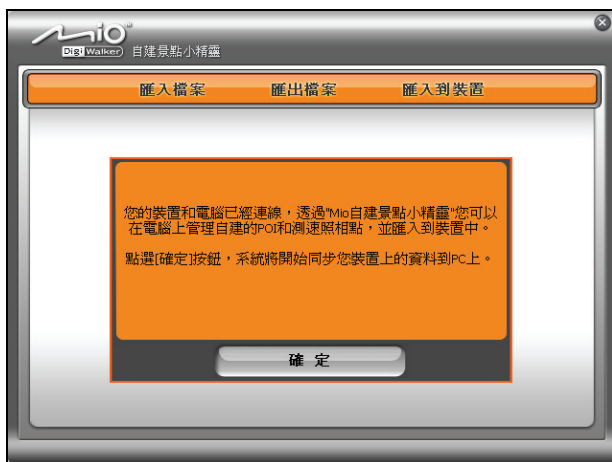 Mio
DigiWalker 自建景點小精靈
匯入檔案 匯出檔案 匯入到裝置
您的裝置和電腦已經連線，透過"Mio自建景點小精靈"您可以
在電腦上管理自建的POI和測速照相點，並匯入到裝置中。
點選[確定]按鈕，系統將開始同步您裝置上的資料到PC上。
確 定